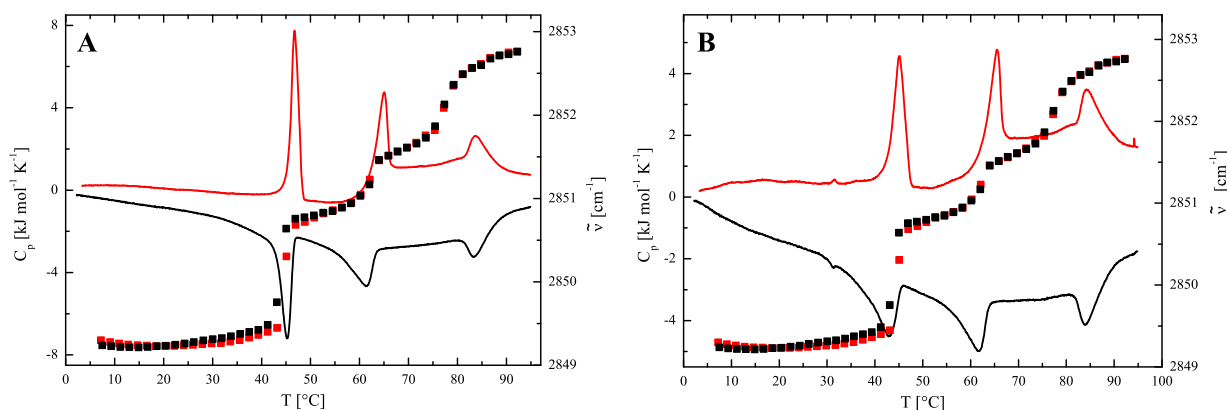 A
8
4
0
-4
-8
C_p [kJ mol⁻¹ K⁻¹]
0 10 20 30 40 50 60 70 80 90
T [°C]
2853
2852
2851
2850
2849
ṽ [cm⁻¹]
B
4
2
0
-2
-4
C_p [kJ mol⁻¹ K⁻¹]
0 10 20 30 40 50 60 70 80 90 100
T [°C]
2853
2852
2851
2850
2849
ṽ [cm⁻¹]